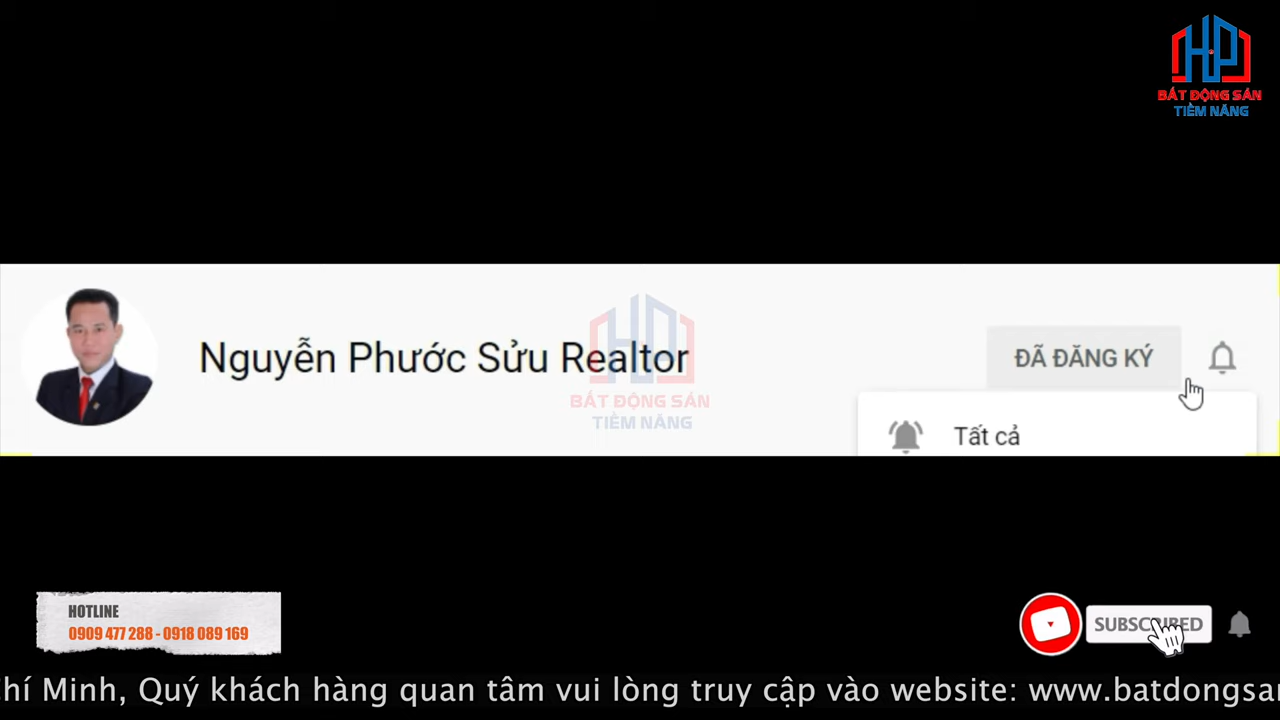 BẤT ĐỘNG SẢN
TIỀM NĂNG
Nguyễn Phước Sửu Realtor
ĐÃ ĐĂNG KÝ
BẤT ĐỘNG SẢN
TIỀM NĂNG
Tất cả
HOTLINE
0909 477 288 - 0918 089 169
SUBSCRIBED
Chí Minh, Quý khách hàng quan tâm vui lòng truy cập vào website: www.batdongsan